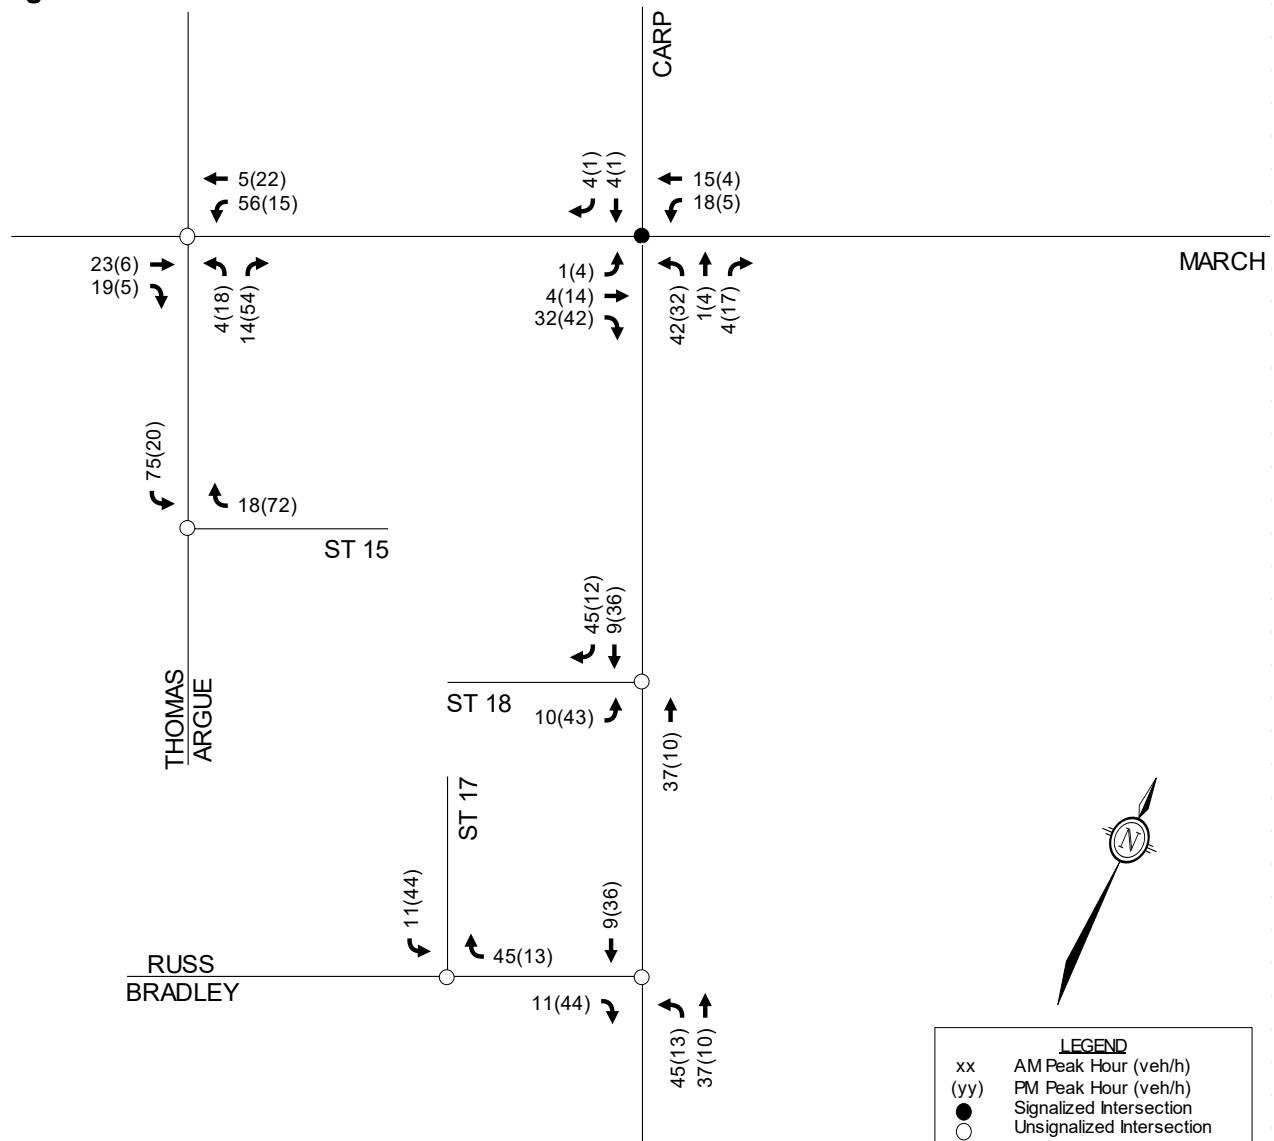 g
CARP
4(1)
4(1)
5(22)
56(15)
15(4)
18(5)
MARCH
23(6)
19(5)
4(18)
14(54)
1(4)
4(14)
32(42)
42(32)
1(4)
4(17)
75(20)
18(72)
ST 15
45(12)
9(36)
THOMAS
ARGUE
ST 18
10(43)
37(10)
ST 17
11(44)
45(13)
9(36)
RUSS
BRADLEY
11(44)
45(13)
37(10)
N
LEGEND
xx AM Peak Hour (veh/h)
(yy) PM Peak Hour (veh/h)
Signalized Intersection
Unsignalized Intersection